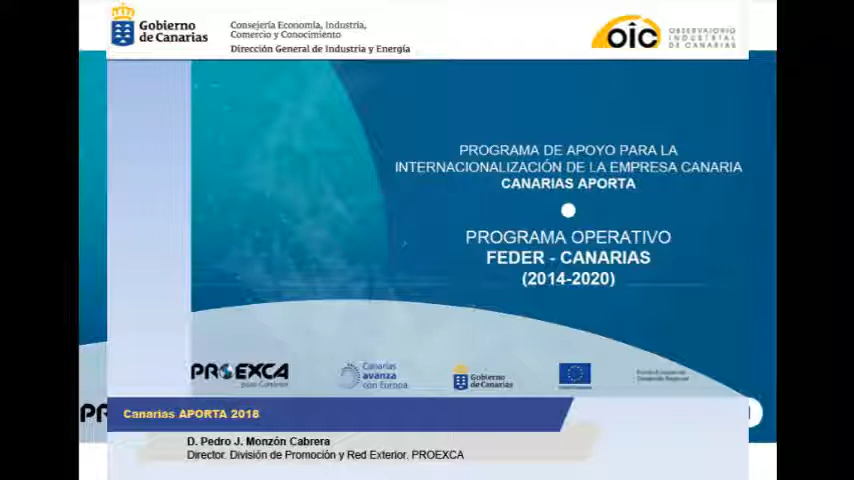 Gobierno
de Canarias
Consejería Economía, Industria,
Comercio y Conocimiento
Dirección General de Industria y Energía
oic
OBSERVATORIO
INDUSTRIAL
DE CANARIAS
PROGRAMA DE APOYO PARA LA
INTERNACIONALIZACIÓN DE LA EMPRESA CANARIA
CANARIAS APORTA
PROGRAMA OPERATIVO
FEDER - CANARIAS
(2014-2020)
PROEXCA
Canarias
avanza
con Europa
Gobierno
de Canarias
PR
Canarias APORTA 2018
D. Pedro J. Monzón Cabrera
Director. División de Promoción y Red Exterior. PROEXCA